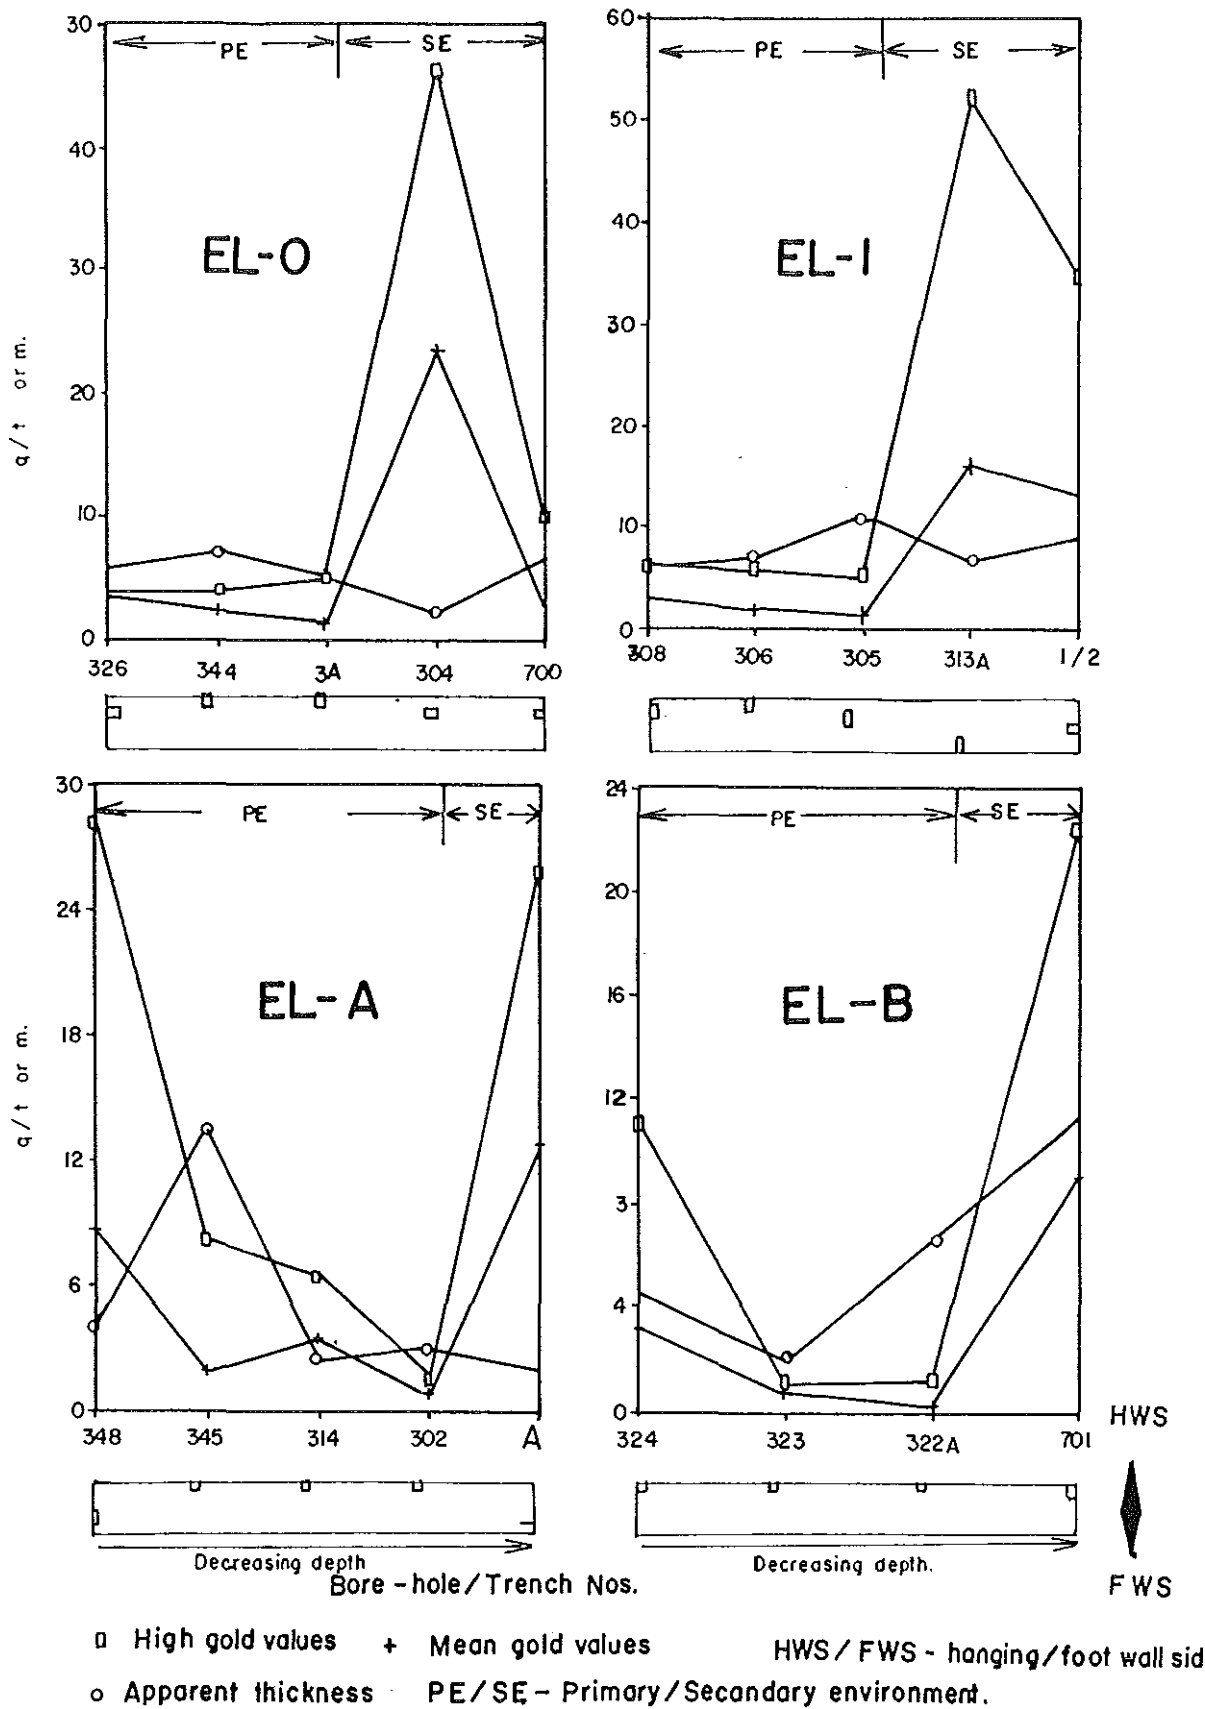 30 PE SE
40
EL-O
30
g/t or m.
20
10
0
326 344 3A 304 700
60 PE SE
50
40
EL-I
30
20
10
0
308 306 305 313A 1/2
30 PE SE
24
EL-A
18
g/t or m.
12
6
0
348 345 314 302 A
24 PE SE
20
16
EL-B
12
3
4
0
324 323 322A 701
HWS
FWS
Decreasing depth
Decreasing depth.
Bore-hole/Trench Nos.
High gold values + Mean gold values HWS/FWS - hanging/foot wall sid
Apparent thickness PE/SE - Primary/Secandary environment.